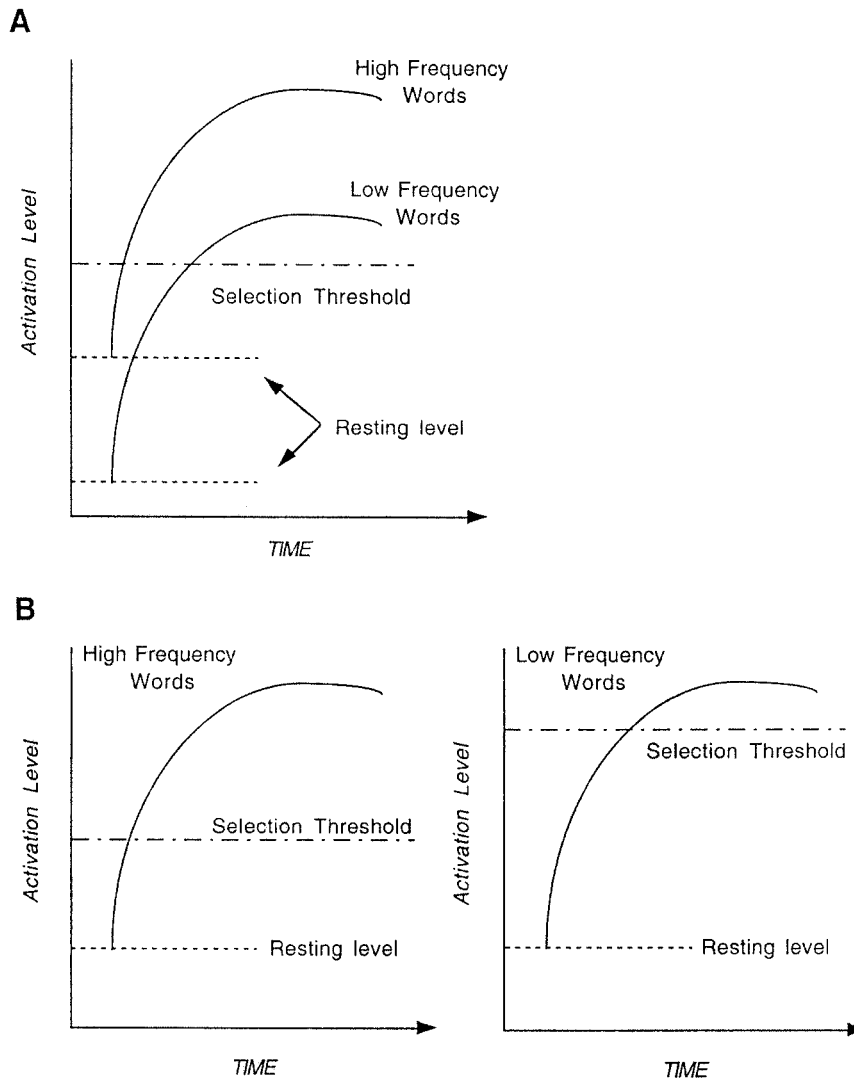 A
High Frequency
Words
Low Frequency
Words
Activation Level
Selection Threshold
Resting level
TIME
B
High Frequency
Words
Activation Level
Selection Threshold
Resting level
TIME
Low Frequency
Words
Activation Level
Selection Threshold
Resting level
TIME